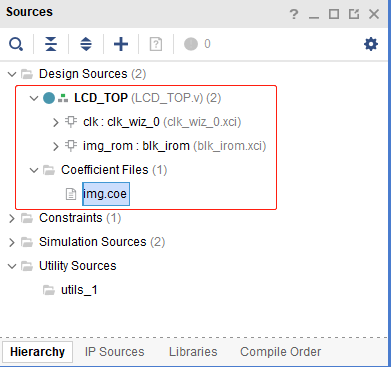 Sources
0
Design Sources (2)
LCD_TOP (LCD_TOP.v) (2)
clk : clk_wiz_0 (clk_wiz_0.xci)
img_rom : blk_irom (blk_irom.xci)
Coefficient Files (1)
img.coe
Constraints (2)
Simulation Sources (2)
Utility Sources
utils_1
Hierarchy IP Sources Libraries Compile Order